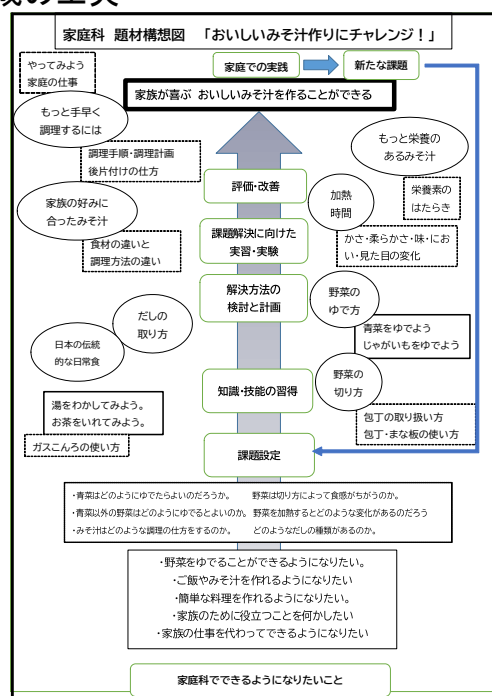 家庭科 題材構想図 「おいしいみそ汁作りにチャレンジ！」
家庭での実践
新たな課題
やってみよう
家庭の仕事
家族が喜ぶ おいしいみそ汁を作ることができる
もっと手早く
調理するには
調理手順・調理計画
後片付けの仕方
もっと栄養の
あるみそ汁
栄養素の
はたらき
評価・改善
加熱
時間
家族の好みに
合ったみそ汁
食材の違いと
調理方法の違い
課題解決に向けた
実習・実験
かさ・柔らかさ・味・にお
い・見た目の変化
解決方法の
検討と計画
野菜の
ゆで方
だしの
取り方
日本の伝統
的な日常食
青菜をゆでよう
じゃがいもをゆでよう
知識・技能の習得
野菜の
切り方
湯をわかしてみよう。
お茶をいれてみよう。
ガスこんろの使い方
包丁の取り扱い方
包丁・まな板の使い方
課題設定
・青菜はどのようにゆでたらよいのだろうか。 野菜は切り方によって食感がちがうのか。
・青菜以外の野菜はどのようにゆでるとよいのか。 野菜を加熱するとどのような変化があるのだろう
・みそ汁はどのような調理の仕方をするのか。 どのようなだしの種類があるのか。
・野菜をゆでることができるようになりたい。
・ご飯やみそ汁を作れるようになりたい
・簡単な料理を作れるようになりたい。
・家族のために役立つことを何かしたい
・家族の仕事を代わってできるようになりたい
家庭科でできるようになりたいこと